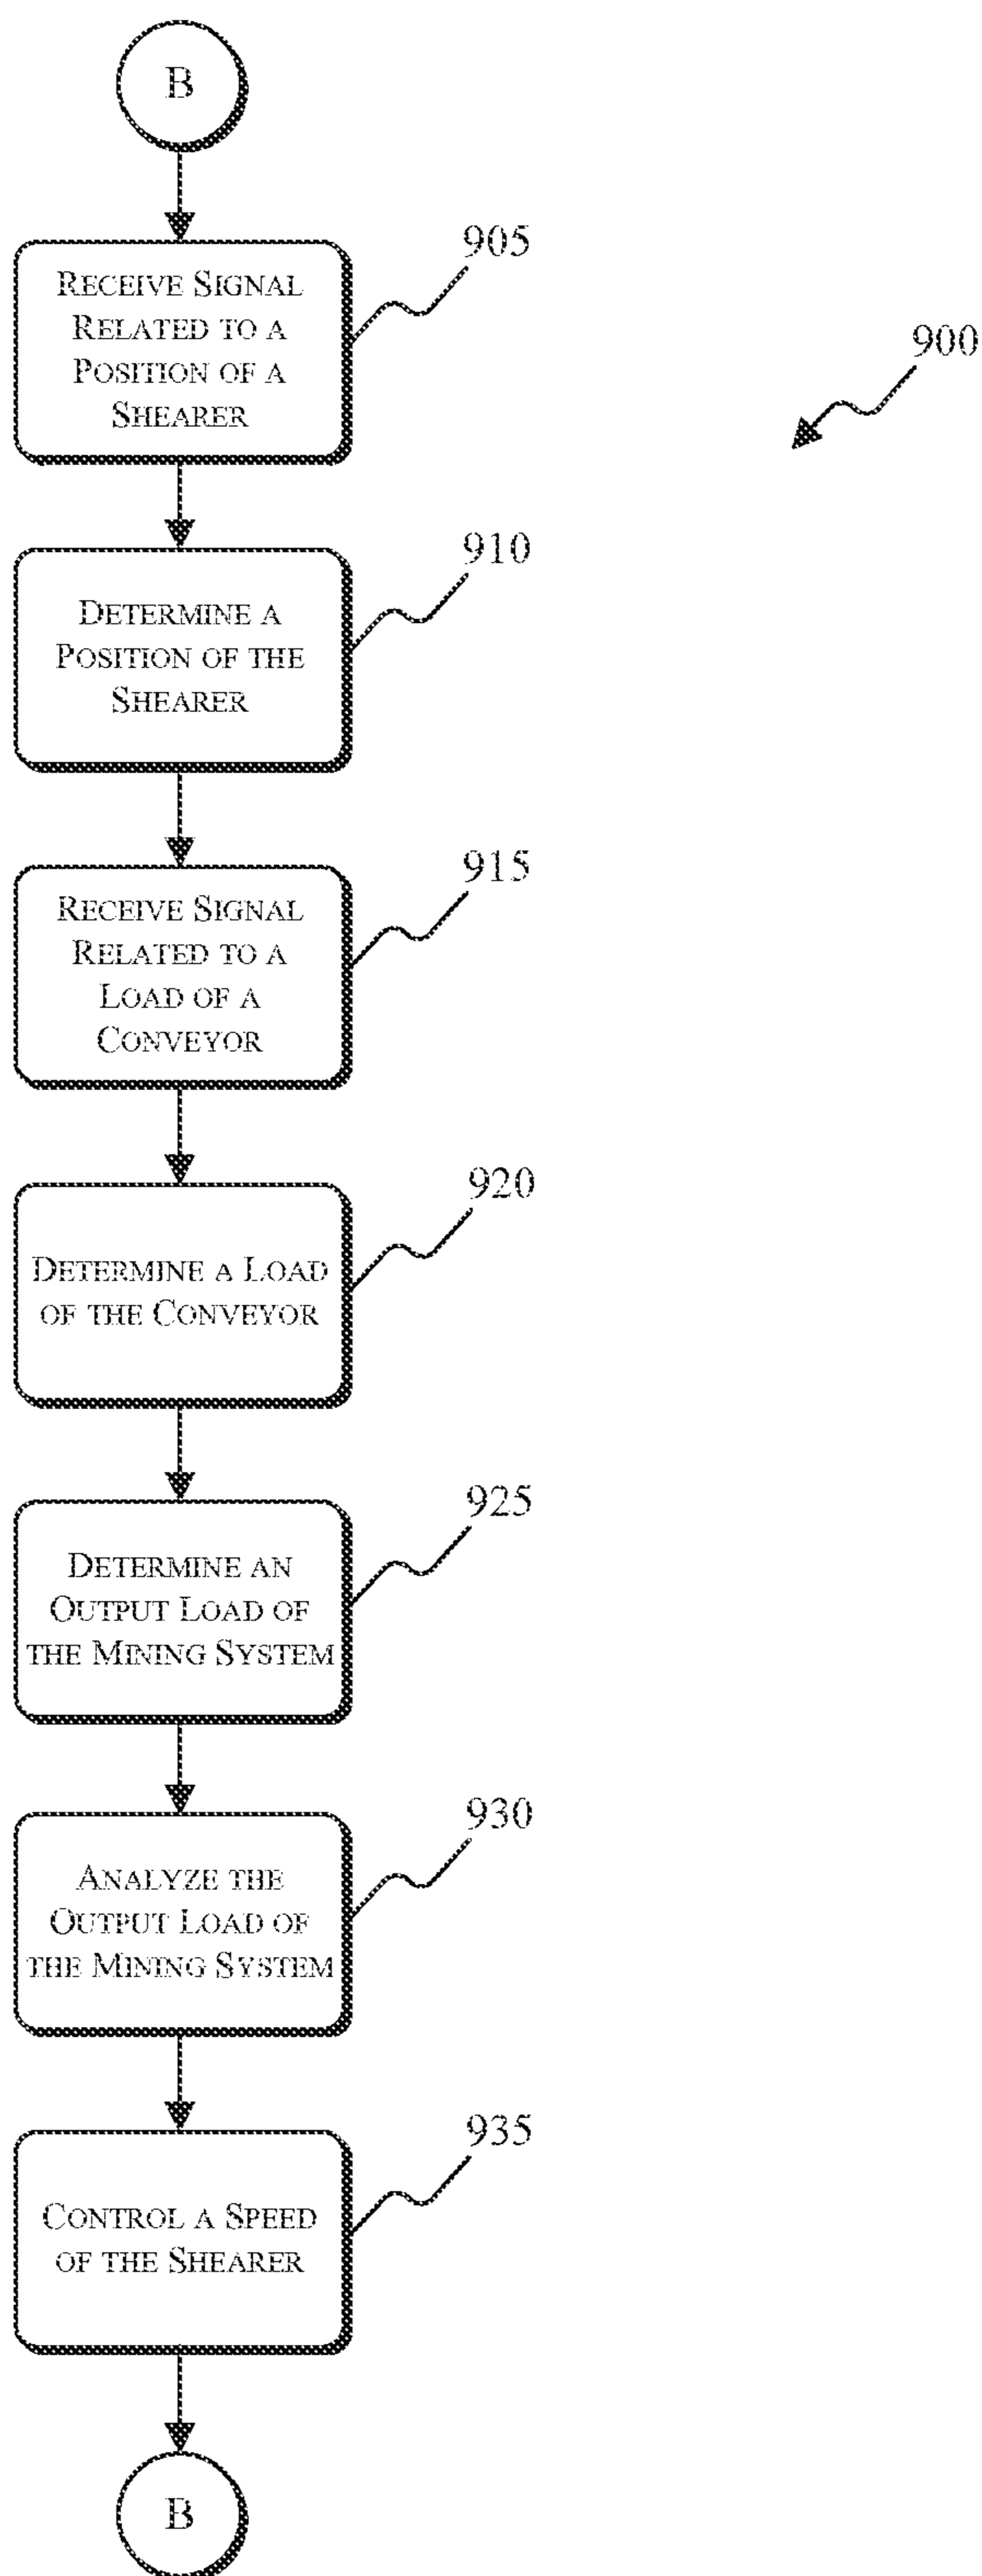 B
RECEIVE SIGNAL
RELATED TO A
POSITION OF A
SHEARER
905
900
DETERMINE A
POSITION OF THE
SHEARER
910
RECEIVE SIGNAL
RELATED TO A
LOAD OF A
CONVEYOR
915
DETERMINE A LOAD
OF THE CONVEYOR
920
DETERMINE AN
OUTPUT LOAD OF
THE MINING SYSTEM
925
ANALYZE THE
OUTPUT LOAD OF
THE MINING SYSTEM
930
CONTROL A SPEED
OF THE SHEARER
935
B